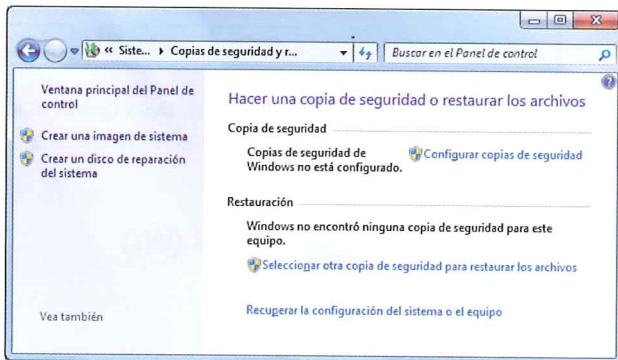 « Siste... ▸ Copias de seguridad y r...
Buscar en el Panel de control
Ventana principal del Panel de
control
Crear una imagen de sistema
Crear un disco de reparación
del sistema
Vea también
Hacer una copia de seguridad o restaurar los archivos
Copia de seguridad
Copias de seguridad de
Windows no está configurado.
Configurar copias de seguridad
Restauración
Windows no encontró ninguna copia de seguridad para este
equipo.
Seleccionar otra copia de seguridad para restaurar los archivos
Recuperar la configuración del sistema o el equipo